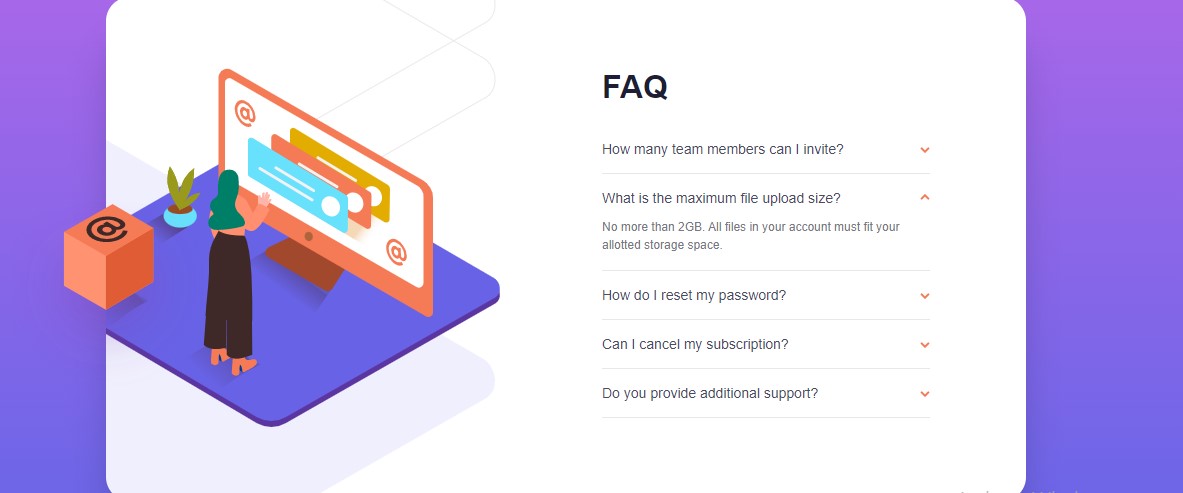 FAQ
How many team members can I invite?
What is the maximum file upload size?
No more than 2GB. All files in your account must fit your
allotted storage space.
How do I reset my password?
Can I cancel my subscription?
Do you provide additional support?
@
@
@